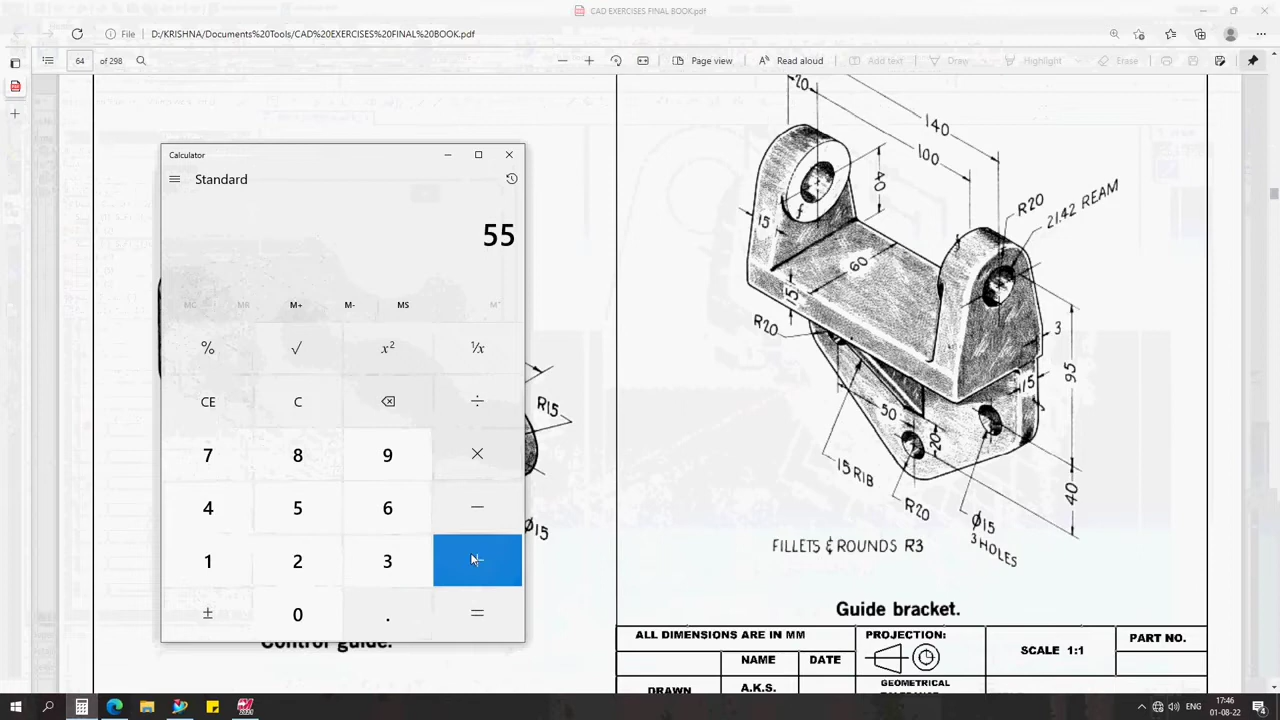 CAD EXERCISES FINAL BOOK.pdf
File
D:/KRISHNA/Documents%20Tools/CAD%20EXERCISES%20FINAL%20BOOK.pdf
64 of 298
Page view
Read aloud
Add text
Draw
Highlight
Erase
Calculator
Standard
55
MC MR M+ M- MS M˅
% √ x² ¹/x
CE C ÷
7 8 9 ×
4 5 6 −
1 2 3 +
± 0 . =
R15
Ø15
Control guide.
20
140
100
40
R20
21.42 REAM
15
60
15
R20
3
95
15
50
20
15 RIB
R20
40
Ø15
3 HOLES
FILLETS & ROUNDS R3
Guide bracket.
ALL DIMENSIONS ARE IN MM
PROJECTION:
SCALE 1:1
PART NO.
NAME
DATE
GEOMETRICAL
DRAWN
A.K.S.
ENG
17:46
01-08-22
4